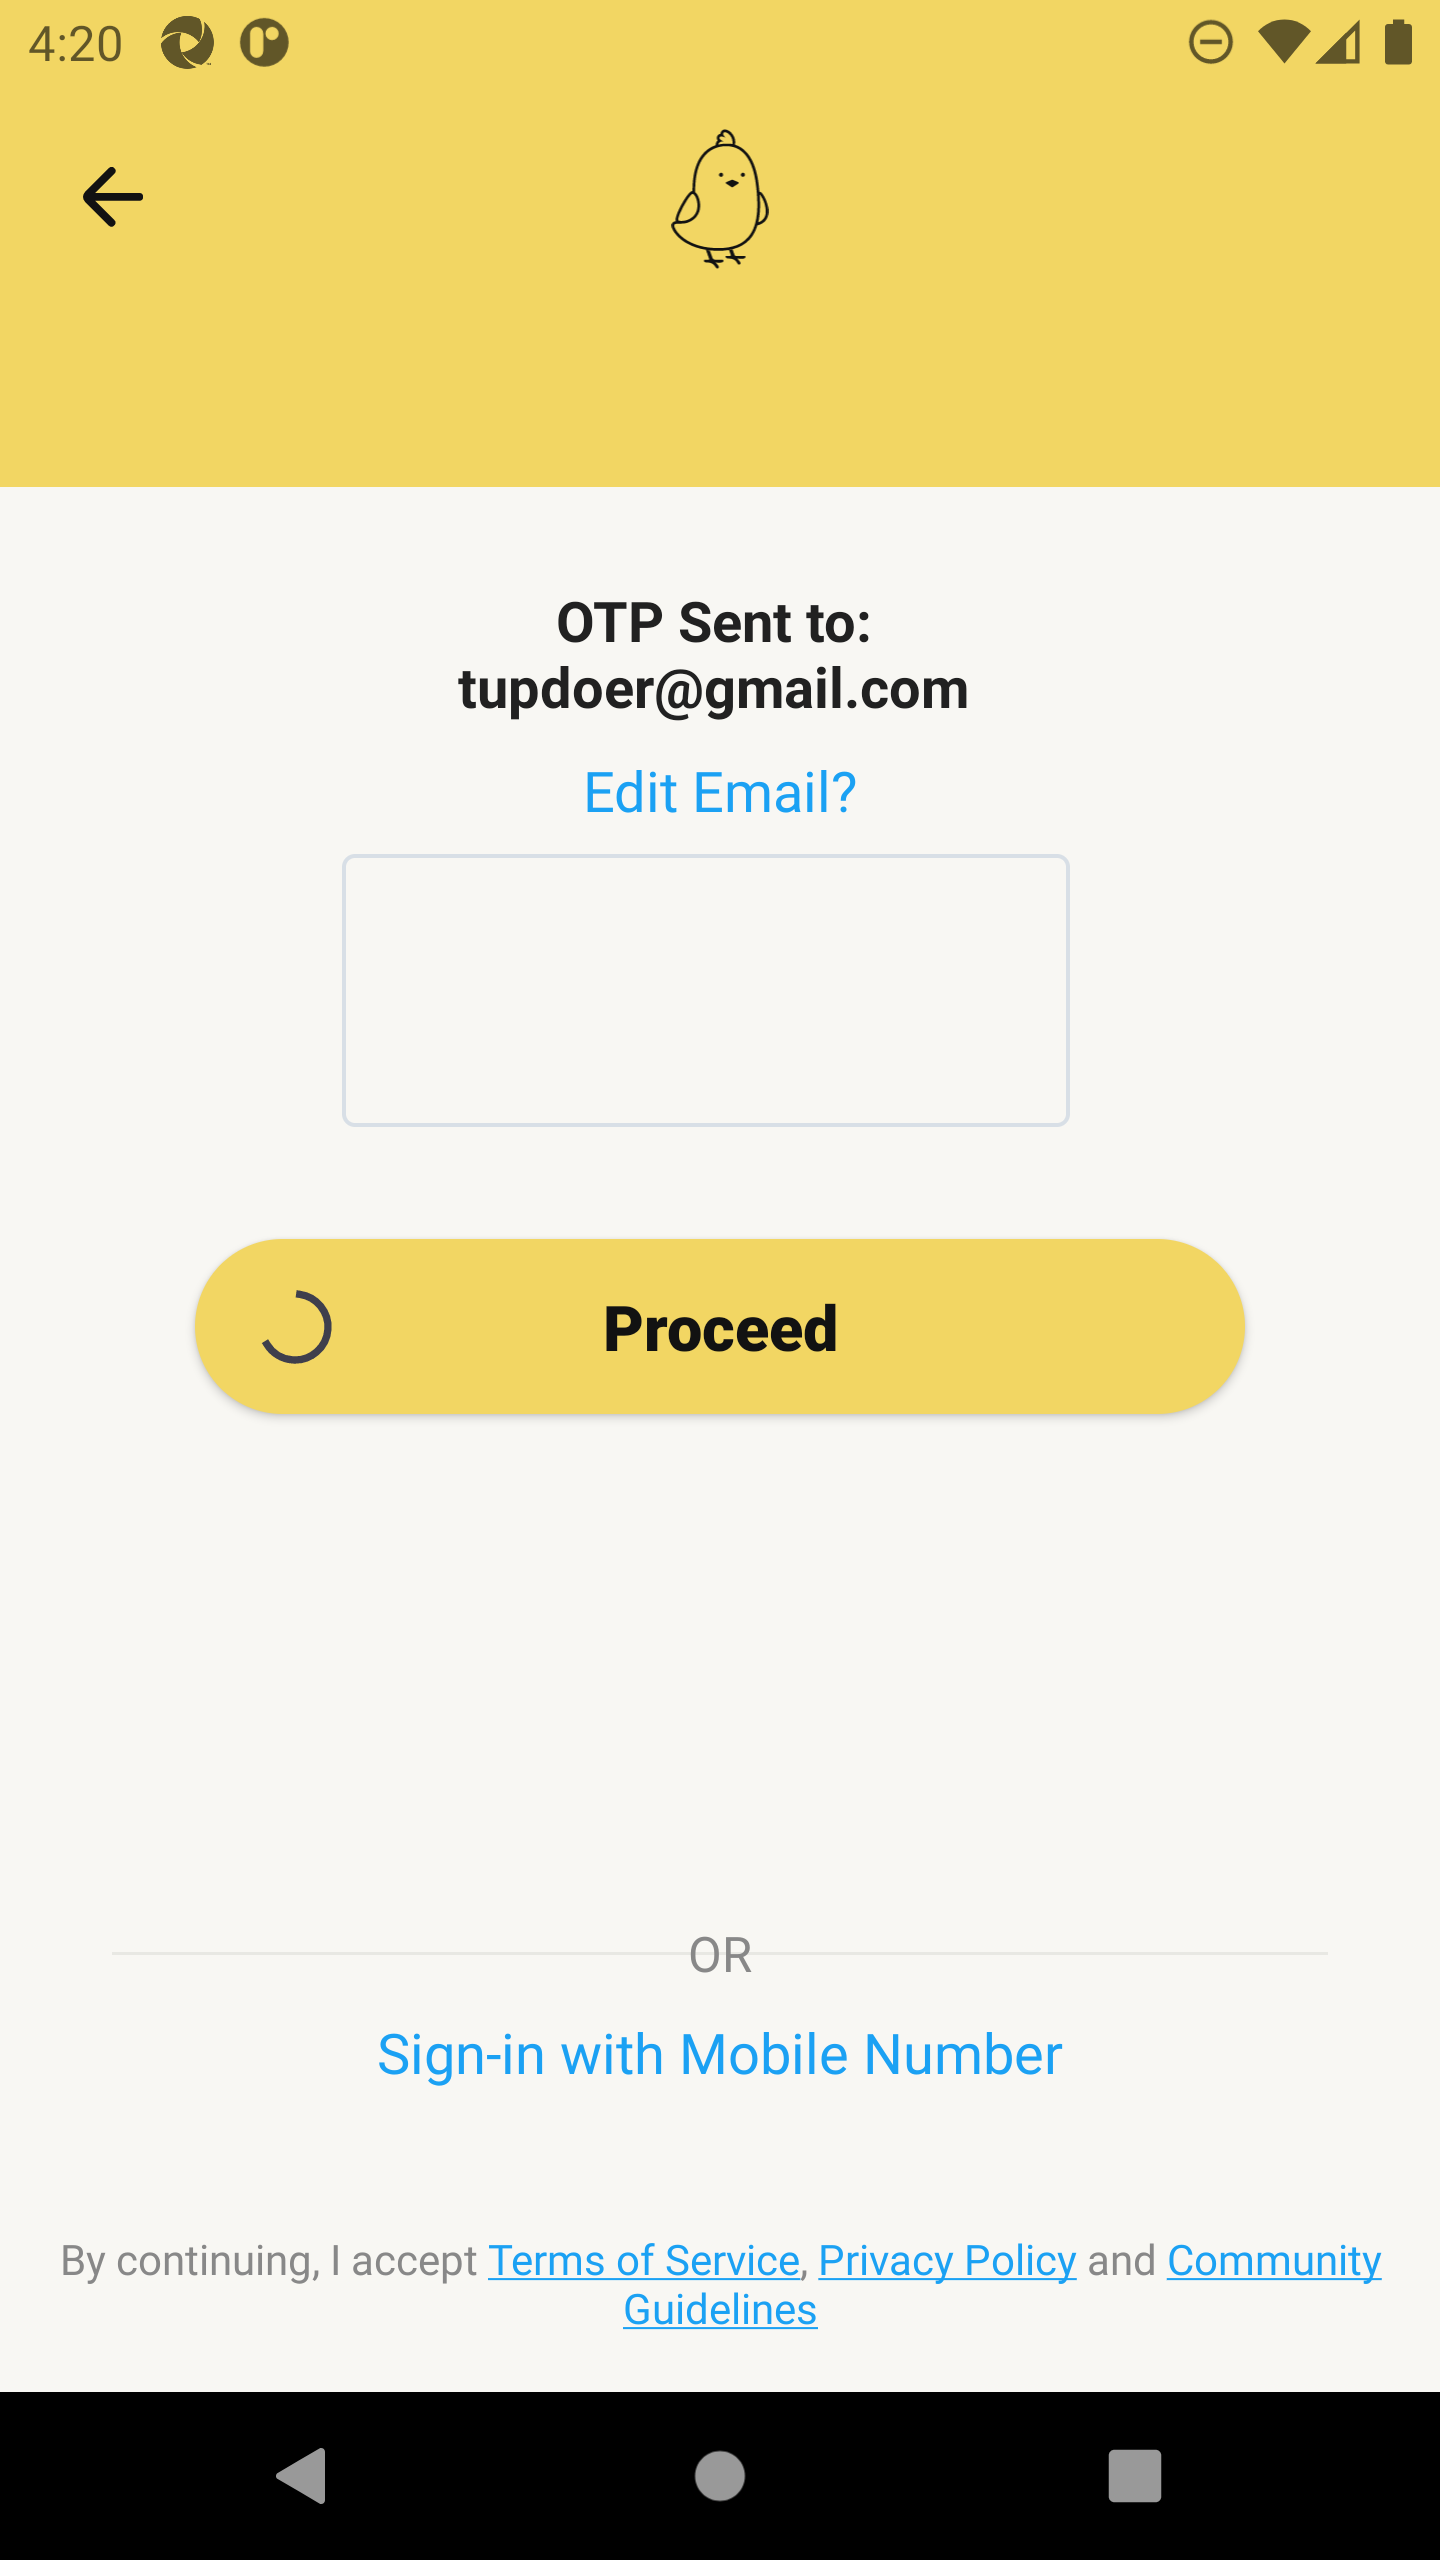 4:20
OTP Sent to:
tupdoer@gmail.com
Edit Email?
Proceed
OR
Sign-in with Mobile Number
By continuing, I accept Terms of Service, Privacy Policy and Community
Guidelines